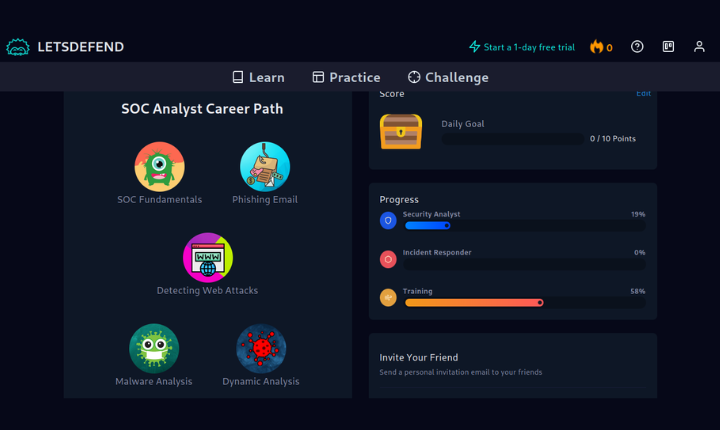 LETSDEFEND
Start a 1-day free trial
0
Learn
Practice
Challenge
SOC Analyst Career Path
SOC Fundamentals
Phishing Email
WWW
Detecting Web Attacks
Malware Analysis
Dynamic Analysis
Score
Edit
Daily Goal
0 / 10 Points
Progress
Security Analyst
19%
Incident Responder
0%
Training
58%
Invite Your Friend
Send a personal invitation email to your friends